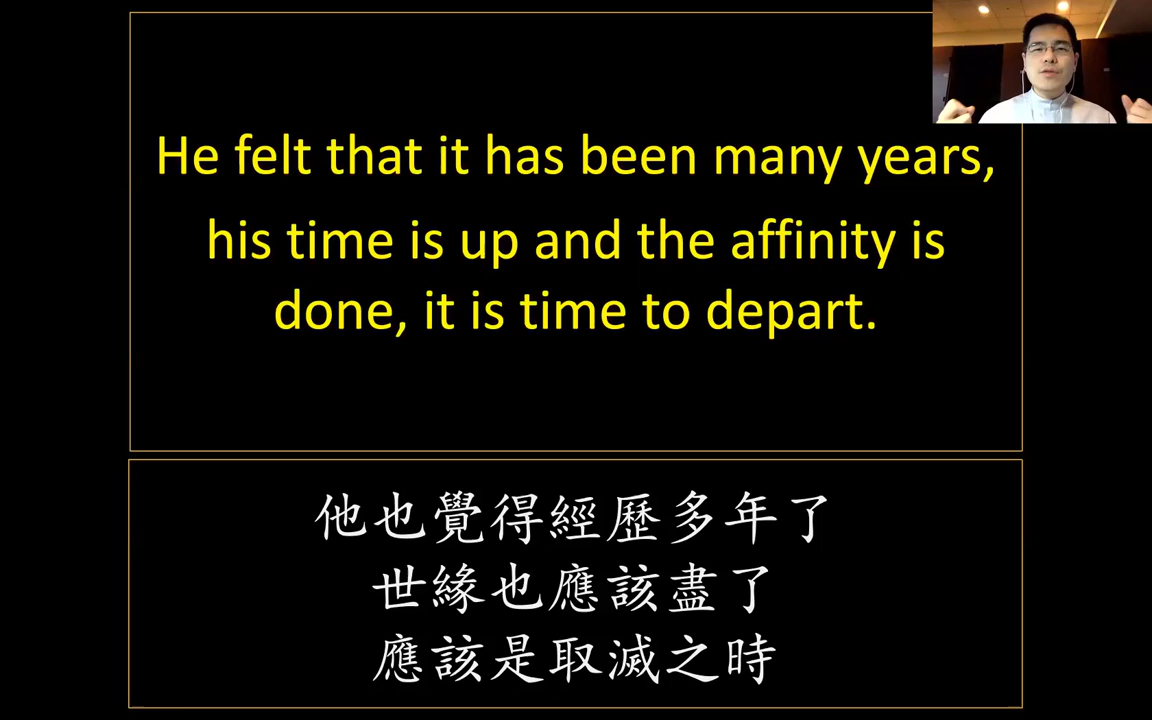 He felt that it has been many years,
his time is up and the affinity is
done, it is time to depart.
他也覺得經歷多年了
世緣也應該盡了
應該是取滅之時